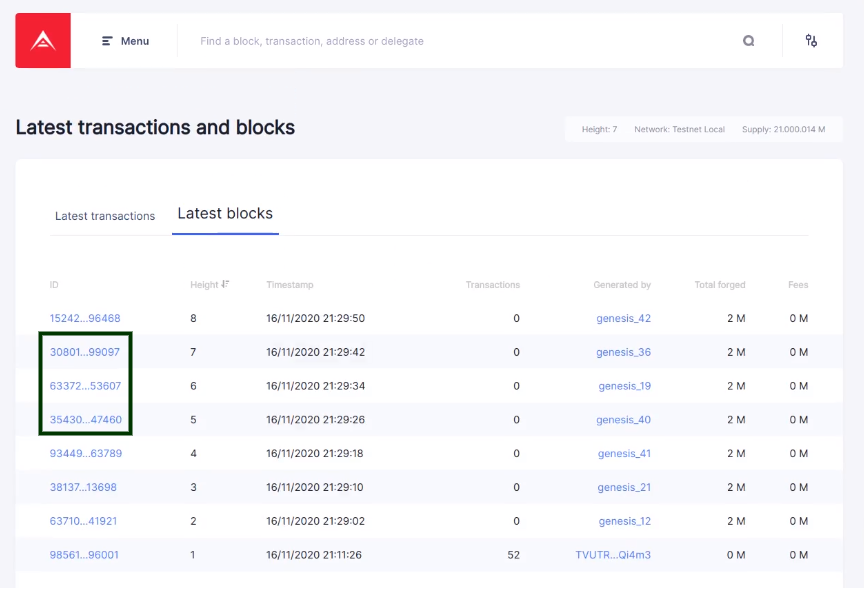 Menu Find a block, transaction, address or delegate
Latest transactions and blocks Height: 7 Network: Testnet Local Supply: 21.000.014 M
Latest transactions Latest blocks
ID Height Timestamp Transactions Generated by Total forged Fees
15242...96468 8 16/11/2020 21:29:50 0 genesis_42 2 M 0 M
30801...99097 7 16/11/2020 21:29:42 0 genesis_36 2 M 0 M
63372...53607 6 16/11/2020 21:29:34 0 genesis_19 2 M 0 M
35430...47460 5 16/11/2020 21:29:26 0 genesis_40 2 M 0 M
93449...63789 4 16/11/2020 21:29:18 0 genesis_41 2 M 0 M
38137...13698 3 16/11/2020 21:29:10 0 genesis_21 2 M 0 M
63710...41921 2 16/11/2020 21:29:02 0 genesis_12 2 M 0 M
98561...96001 1 16/11/2020 21:11:26 52 TVUTR...Qi4m3 0 M 0 M